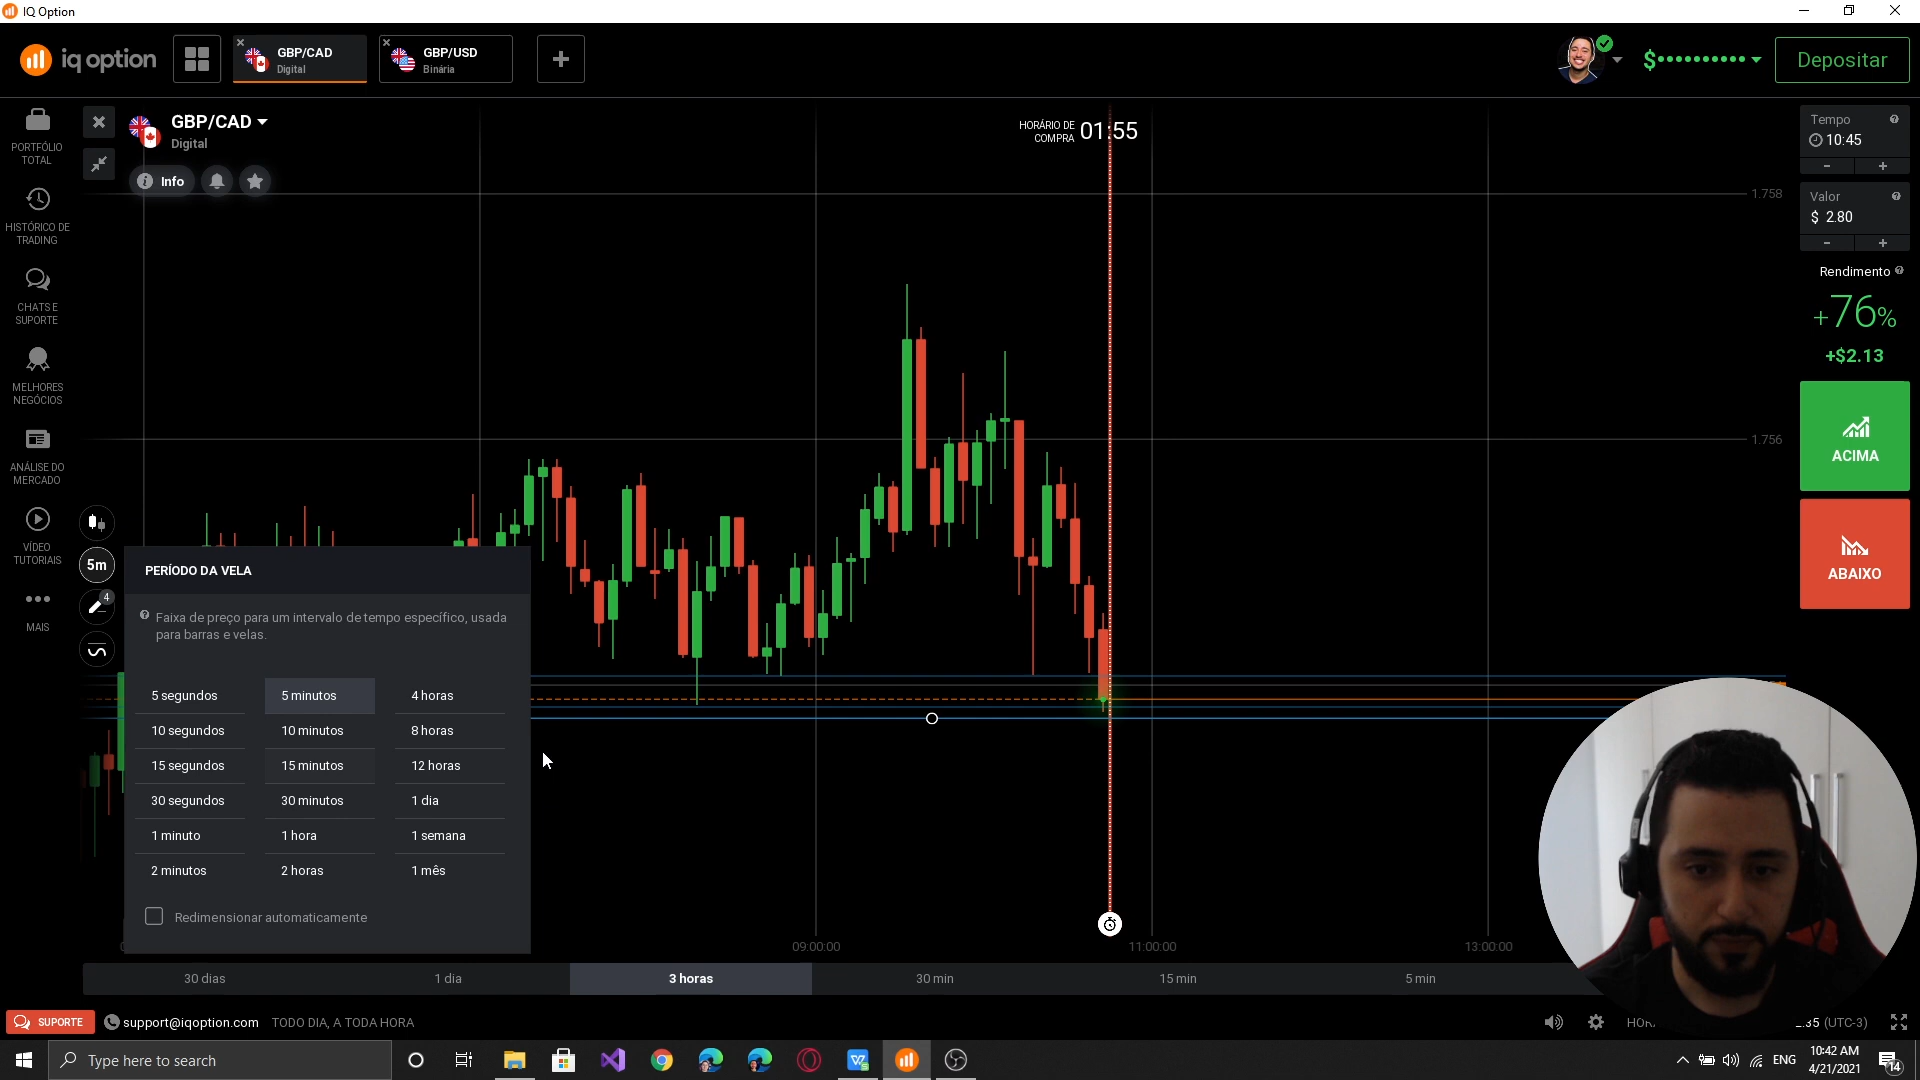 IQ Option
iq option
GBP/CAD
Digital
GBP/USD
Binária
$
Depositar
PORTFÓLIO
TOTAL
HISTÓRICO DE
TRADING
CHATS E
SUPORTE
MELHORES
NEGÓCIOS
ANÁLISE DO
MERCADO
VÍDEO
TUTORIAIS
MAIS
GBP/CAD
Digital
Info
HORÁRIO DE
COMPRA
01:55
1.758
1.756
Tempo
10:45
- +
Valor
$ 2.80
- +
Rendimento
+76%
+$2.13
ACIMA
ABAIXO
5m
4
PERÍODO DA VELA
Faixa de preço para um intervalo de tempo específico, usada
para barras e velas.
5 segundos 5 minutos 4 horas
10 segundos 10 minutos 8 horas
15 segundos 15 minutos 12 horas
30 segundos 30 minutos 1 dia
1 minuto 1 hora 1 semana
2 minutos 2 horas 1 mês
Redimensionar automaticamente
09:00:00 11:00:00 13:00:00
30 dias 1 dia 3 horas 30 min 15 min 5 min
SUPORTE support@iqoption.com TODO DIA, A TODA HORA
(UTC-3)
Type here to search
ENG
10:42 AM
4/21/2021
14